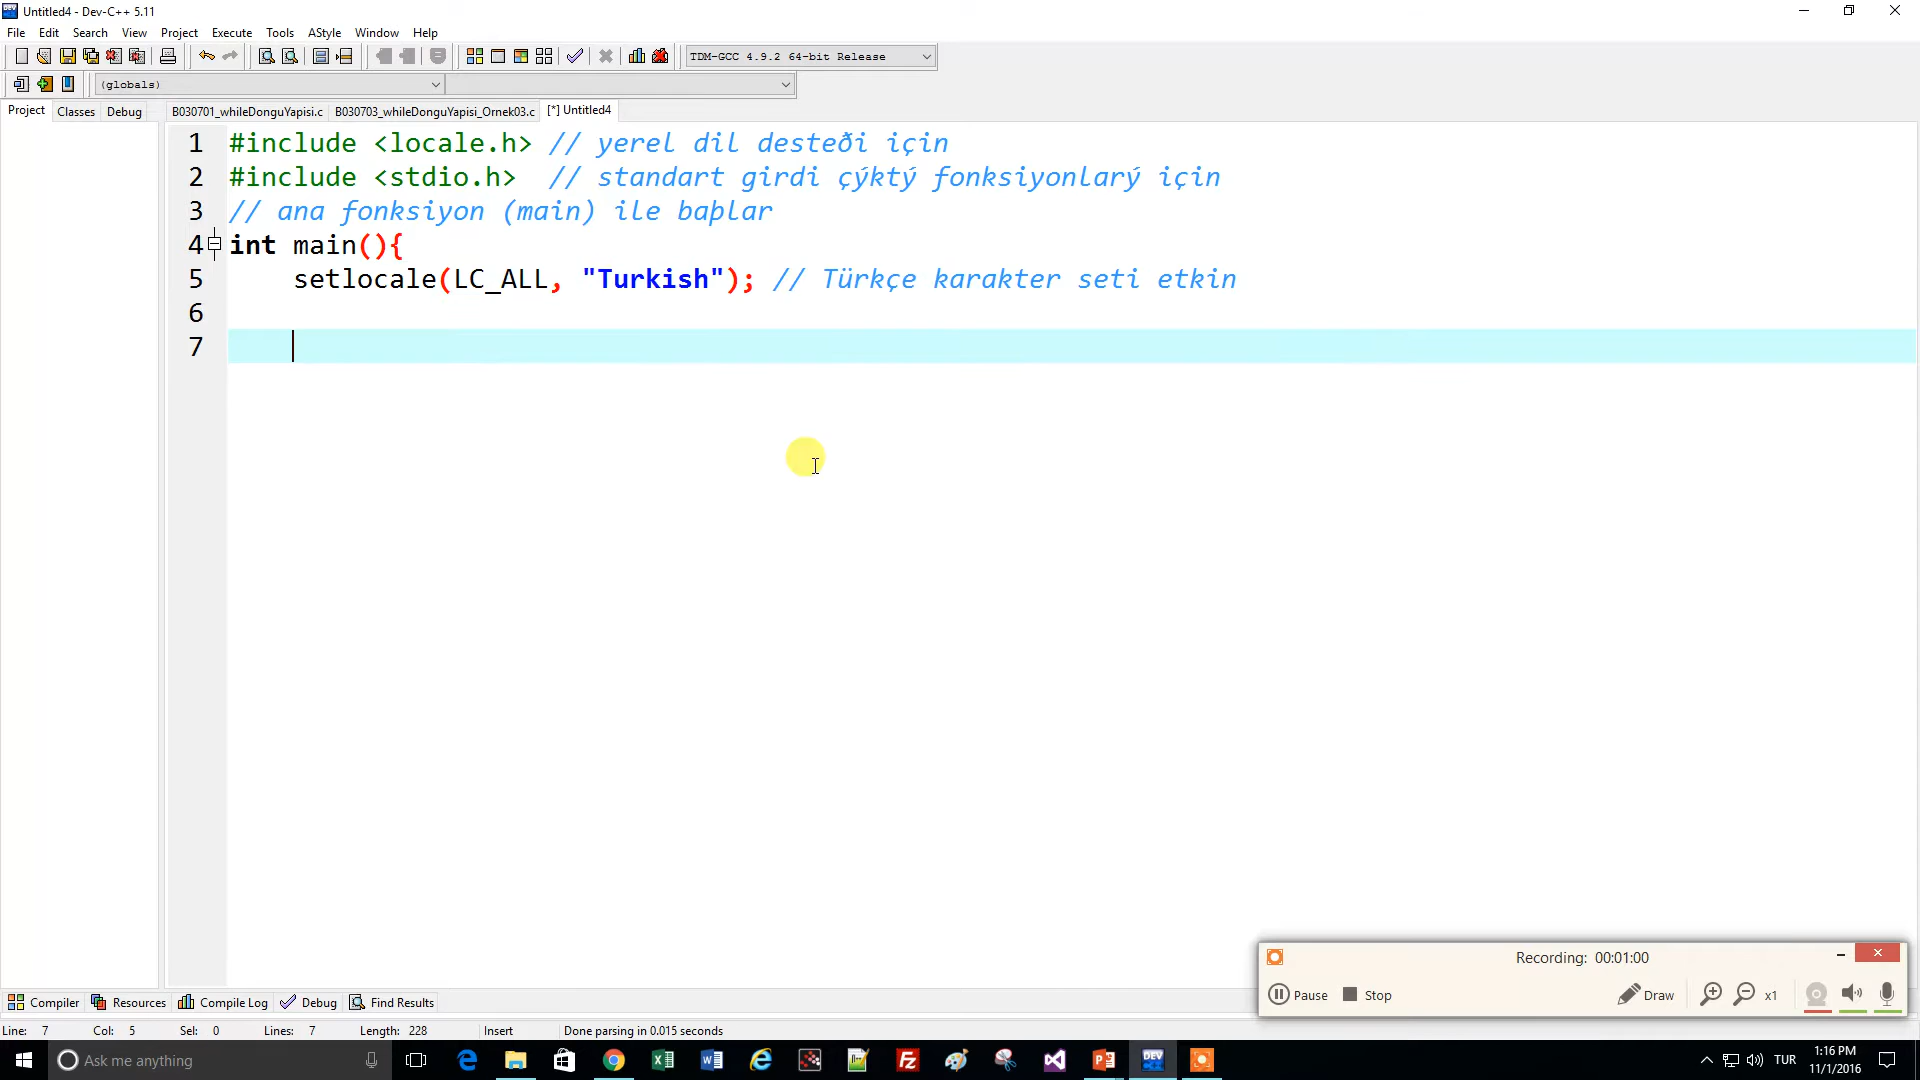 Untitled4 - Dev-C++ 5.11
File Edit Search View Project Execute Tools AStyle Window Help
TDM-GCC 4.9.2 64-bit Release
(globals)
Project Classes Debug B030701_whileDonguYapisi.c B030703_whileDonguYapisi_Ornek03.c [*] Untitled4
1 #include <locale.h> // yerel dil desteði için
2 #include <stdio.h> // standart girdi çýktý fonksiyonlarý için
3 // ana fonksiyon (main) ile baþlar
4 int main(){
5 setlocale(LC_ALL, "Turkish"); // Türkçe karakter seti etkin
6
7
Recording: 00:01:00
Pause Stop Draw x1
Compiler Resources Compile Log Debug Find Results
Line: 7 Col: 5 Sel: 0 Lines: 7 Length: 228 Insert Done parsing in 0.015 seconds
Ask me anything
DEV
TUR
1:16 PM
11/1/2016